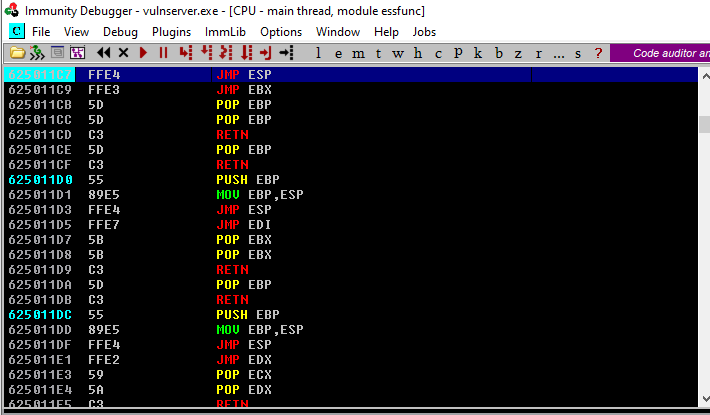 Immunity Debugger - vulnserver.exe - [CPU - main thread, module essfunc]
C File View Debug Plugins ImmLib Options Window Help Jobs
l e m t w h c P k b z r ... s ? Code auditor an
625011C7 FFE4 JMP ESP
625011C9 FFE3 JMP EBX
625011CB 5D POP EBP
625011CC 5D POP EBP
625011CD C3 RETN
625011CE 5D POP EBP
625011CF C3 RETN
625011D0 55 PUSH EBP
625011D1 89E5 MOV EBP,ESP
625011D3 FFE4 JMP ESP
625011D5 FFE7 JMP EDI
625011D7 5B POP EBX
625011D8 5B POP EBX
625011D9 C3 RETN
625011DA 5D POP EBP
625011DB C3 RETN
625011DC 55 PUSH EBP
625011DD 89E5 MOV EBP,ESP
625011DF FFE4 JMP ESP
625011E1 FFE2 JMP EDX
625011E3 59 POP ECX
625011E4 5A POP EDX
625011E5 C3 RETN